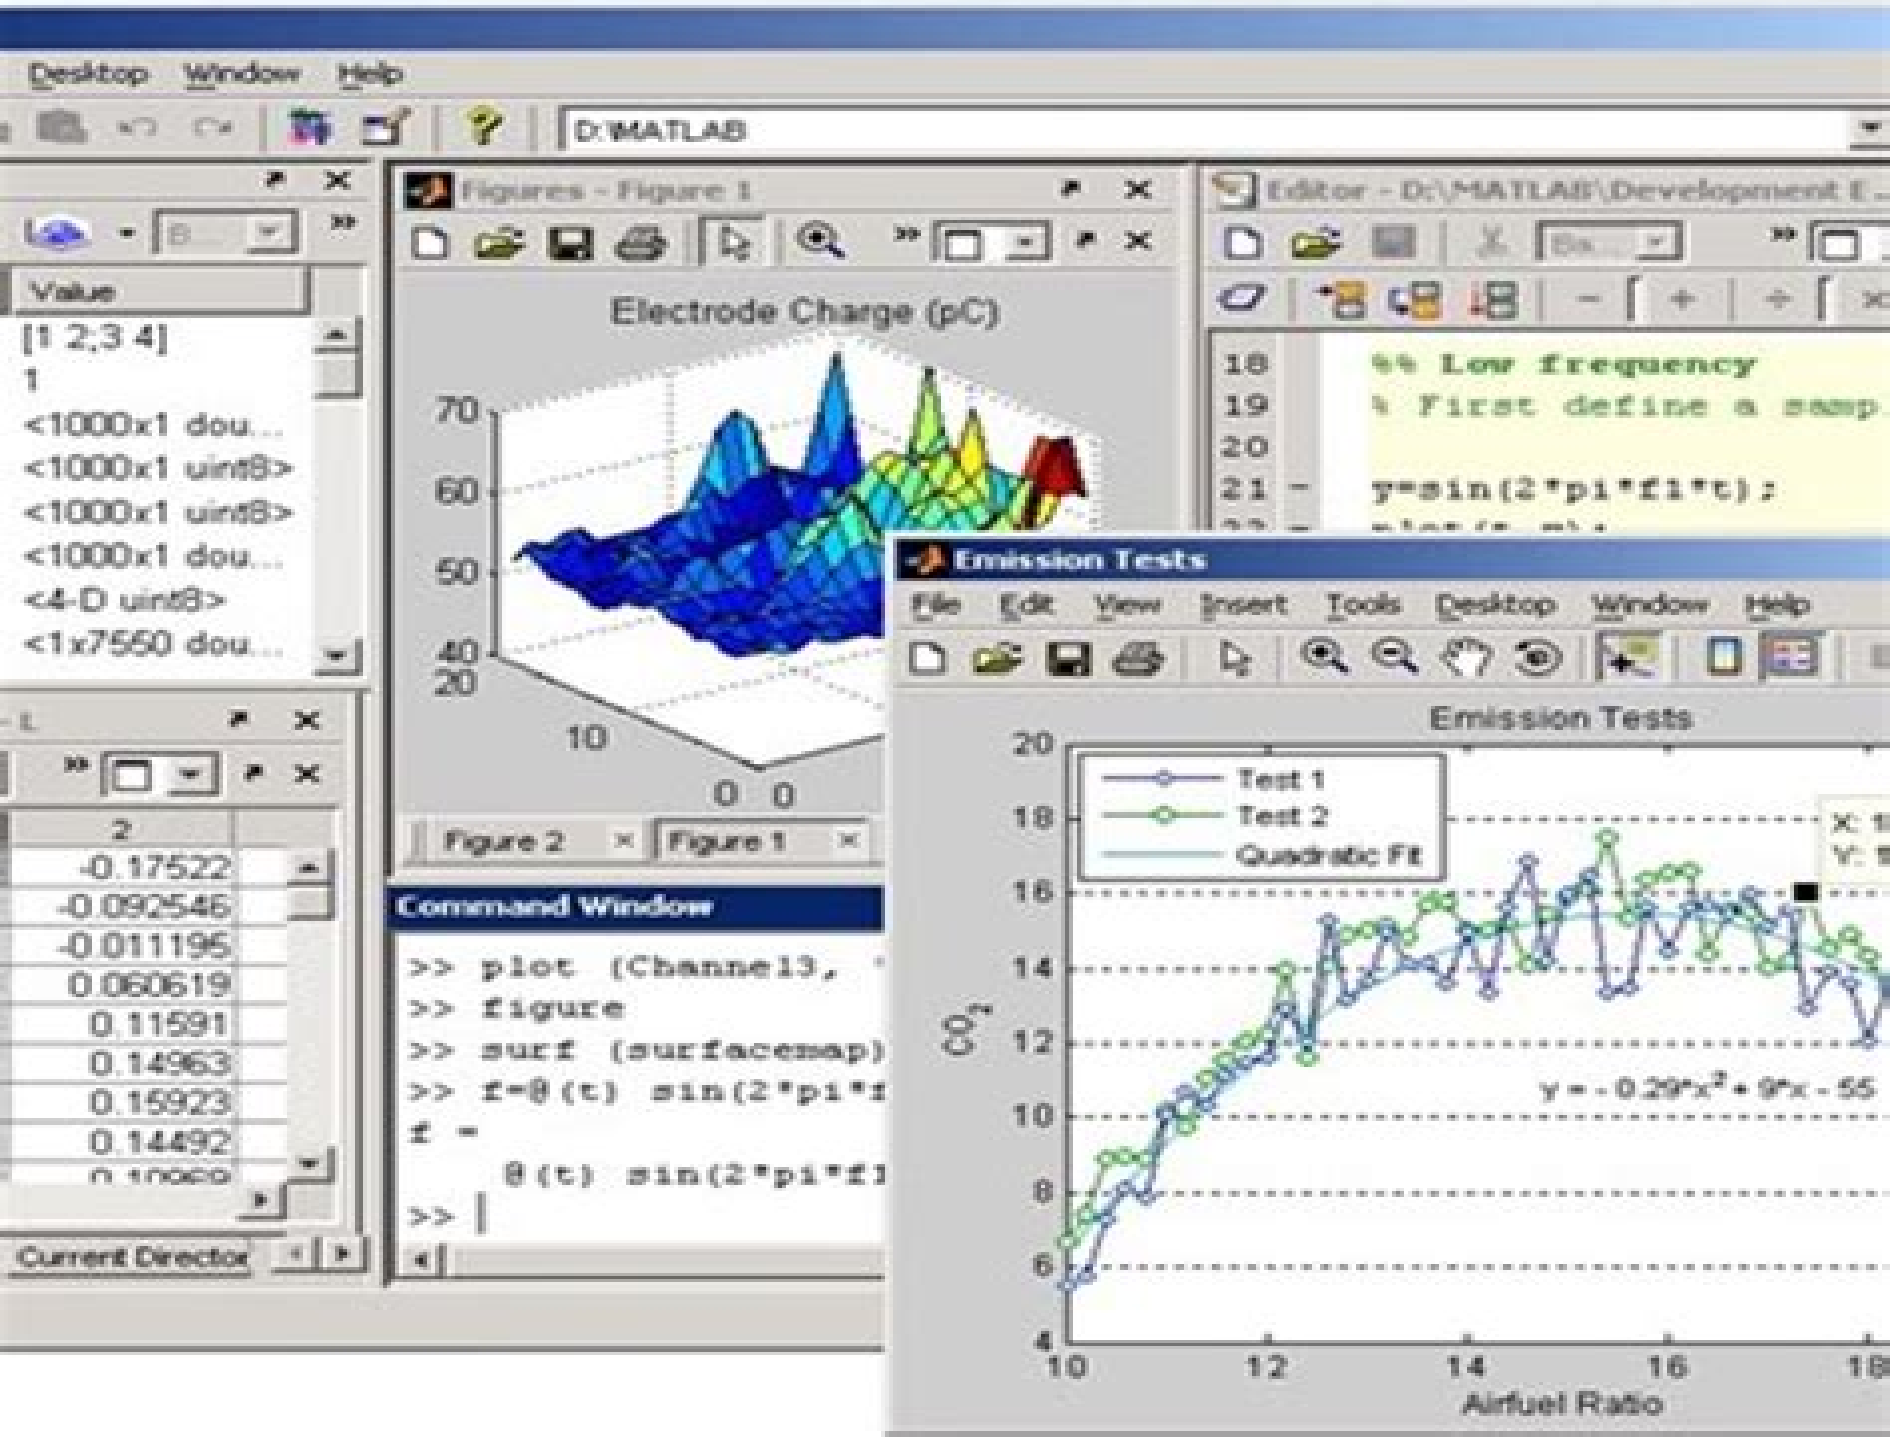 Desktop Window Help
D:\MATLAB
Value
[1 2;3 4]
1
<1000x1 dou...
<1000x1 uint8>
<1000x1 uint8>
<1000x1 dou...
<4-D uint8>
<1x7550 dou...
- L
2
-0.17522
-0.092546
-0.011195
0.060619
0.11591
0.14963
0.15923
0.14492
0.10969
Current Director
Figures - Figure 1
Electrode Charge (pC)
70
60
50
40
20
10
0 0
Figure 2 Figure 1
Command Window
>> plot (Channel3, '
>> figure
>> surf (surfacemap)
>> f=@(t) sin(2*pi*f
f =
@(t) sin(2*pi*f1
>>
Editor - D:\MATLAB\Development E...
Ba...
18 %% Low frequency
19 % First define a samp
20
21 - y=sin(2*pi*f1*t);
Emission Tests
File Edit View Insert Tools Desktop Window Help
Emission Tests
Test 1
Test 2
Quadratic Fit
X:
Y:
y = - 0.29*x² + 9*x - 55
CO₂
20
18
16
14
12
10
8
6
4
10 12 14 16 18
Airfuel Ratio